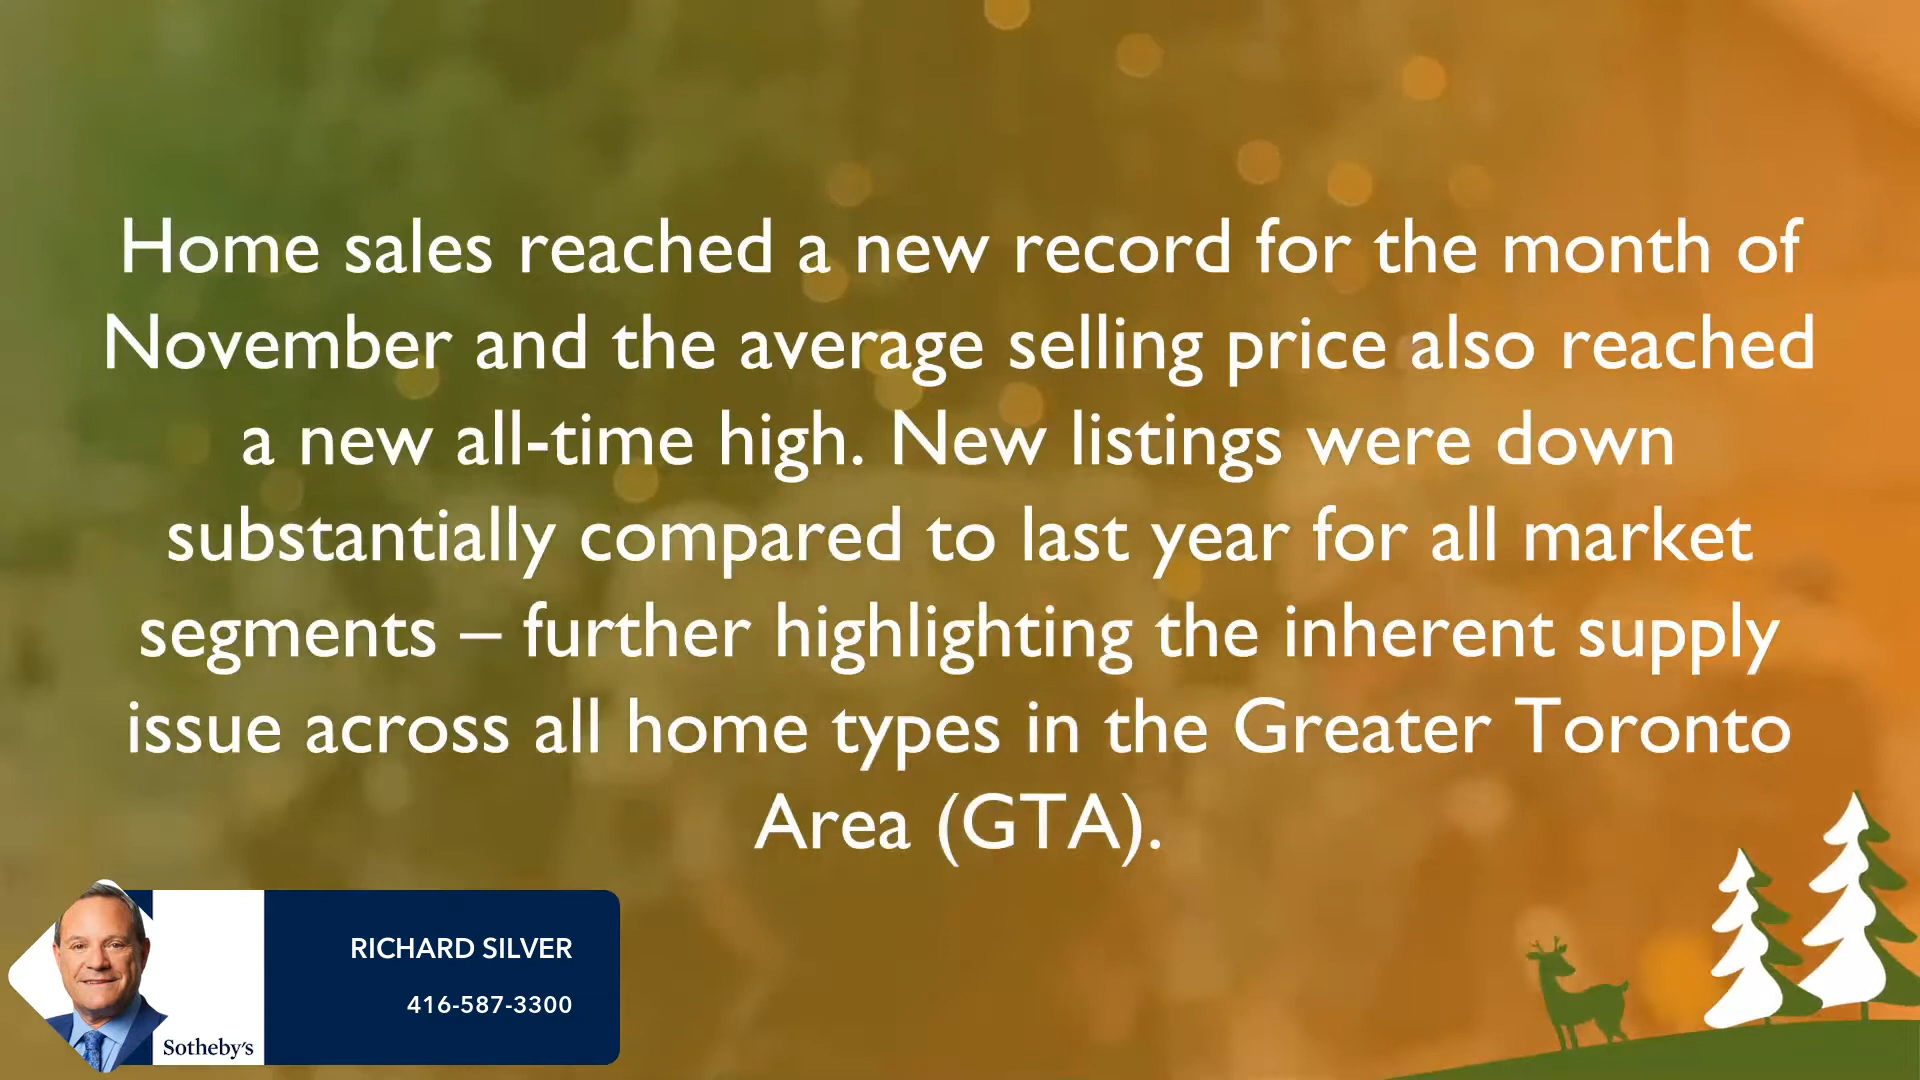 Home sales reached a new record for the month of
November and the average selling price also reached
a new all-time high. New listings were down
substantially compared to last year for all market
segments – further highlighting the inherent supply
issue across all home types in the Greater Toronto
Area (GTA).
RICHARD SILVER
416-587-3300
Sotheby's